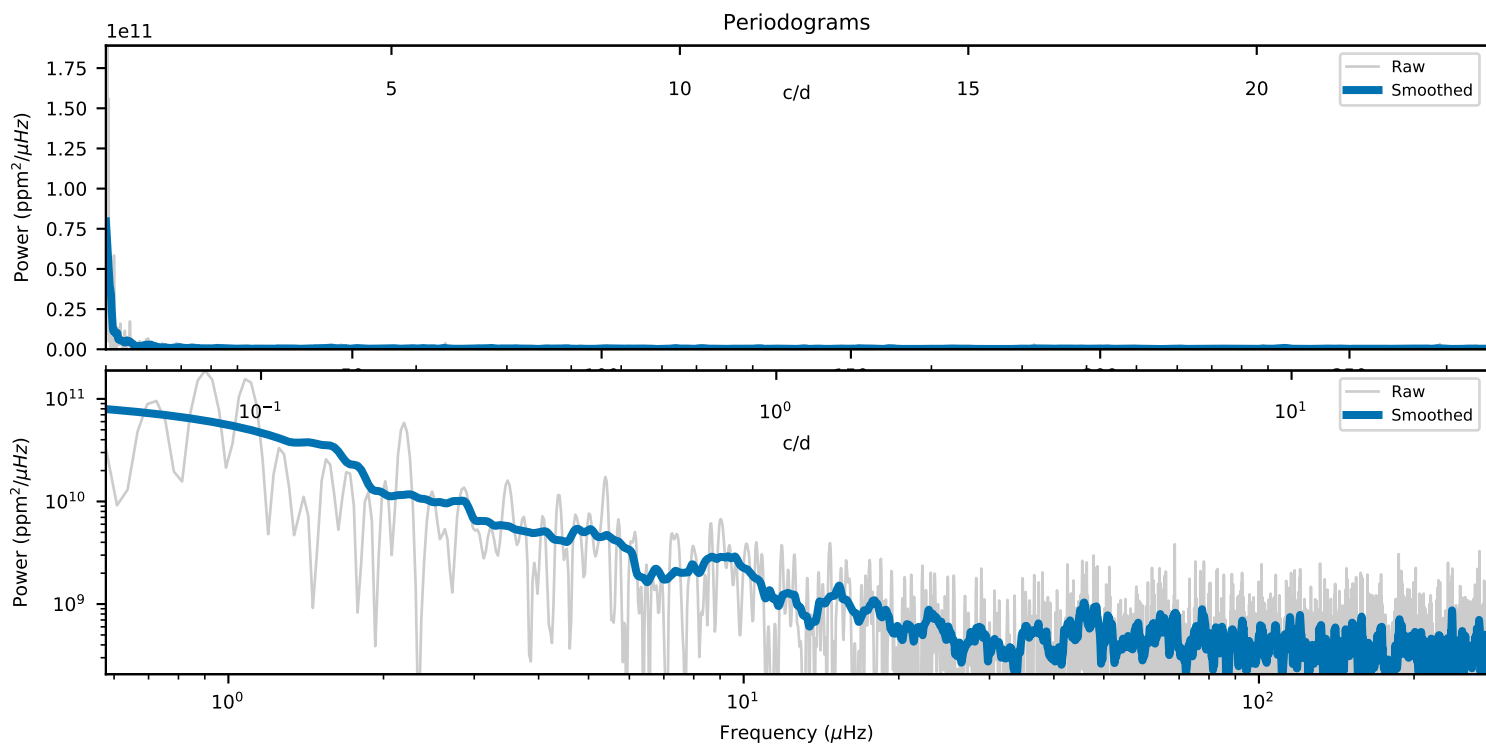 Periodograms
1e11
5 10 15 20
c/d
Raw
Smoothed
1.75
1.50
1.25
1.00
0.75
0.50
0.25
0.00
Power (ppm²/μHz)
10⁻¹ 10⁰ 10¹
c/d
Raw
Smoothed
10¹¹
10¹⁰
10⁹
Power (ppm²/μHz)
10⁰ 10¹ 10²
Frequency (μHz)